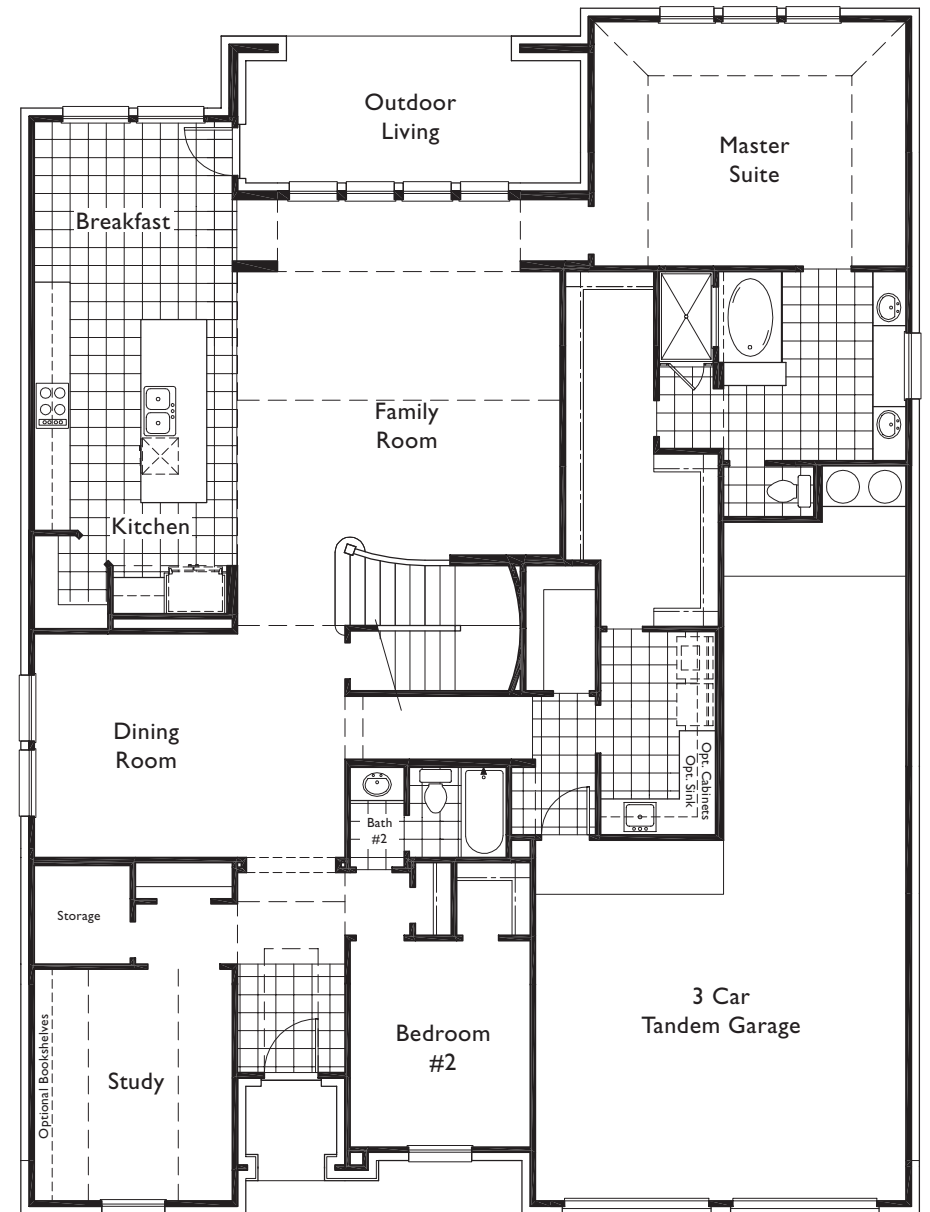 Outdoor
Living
Master
Suite
Breakfast
Family
Room
Kitchen
Dining
Room
Opt. Cabinets
Opt. Sink
Bath
#2
Storage
3 Car
Tandem Garage
Bedroom
#2
Optional Bookshelves
Study